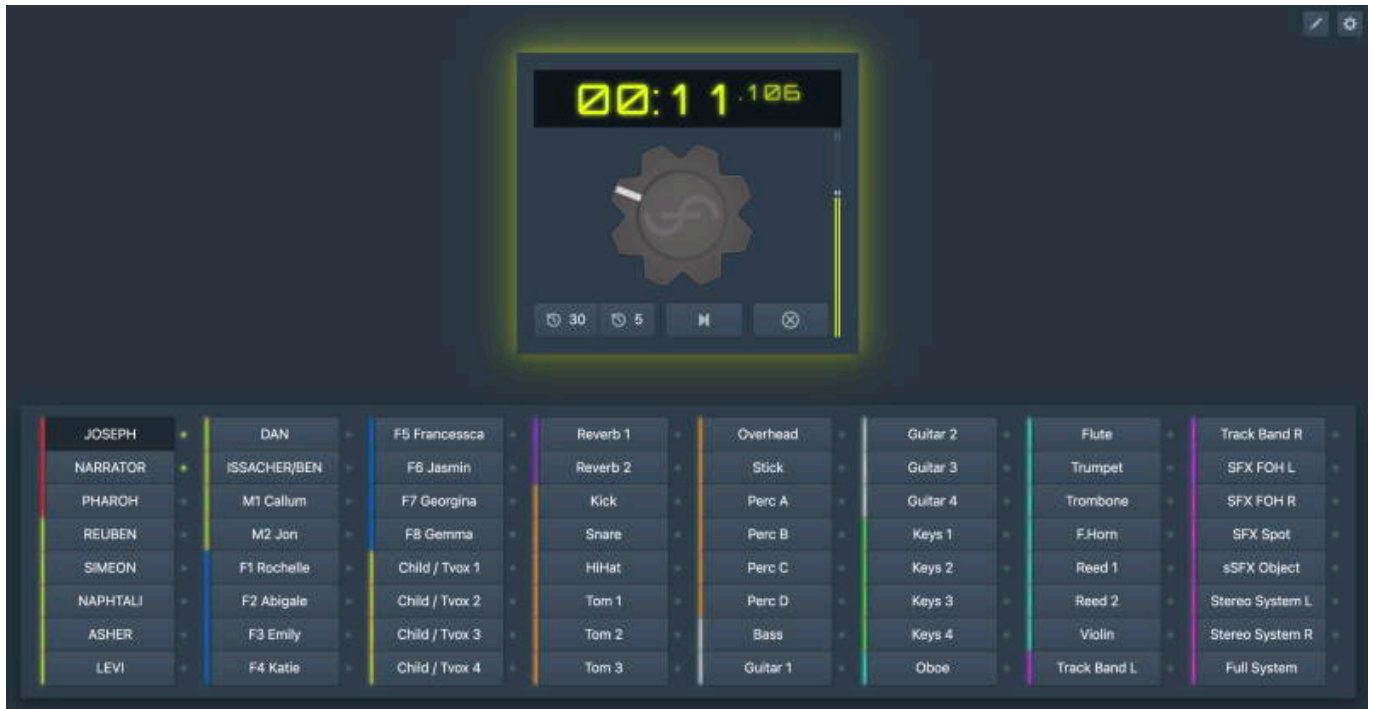 00:11.106
30 5
JOSEPH DAN F5 Francessca Reverb 1 Overhead Guitar 2 Flute Track Band R
NARRATOR ISSACHER/BEN F6 Jasmin Reverb 2 Stick Guitar 3 Trumpet SFX FOH L
PHAROH M1 Callum F7 Georgina Kick Perc A Guitar 4 Trombone SFX FOH R
REUBEN M2 Jon F8 Gemma Snare Perc B Keys 1 F.Horn SFX Spot
SIMEON F1 Rochelle Child / Tvox 1 HiHat Perc C Keys 2 Reed 1 sSFX Object
NAPHTALI F2 Abigale Child / Tvox 2 Tom 1 Perc D Keys 3 Reed 2 Stereo System L
ASHER F3 Emily Child / Tvox 3 Tom 2 Bass Keys 4 Violin Stereo System R
LEVI F4 Katie Child / Tvox 4 Tom 3 Guitar 1 Oboe Track Band L Full System